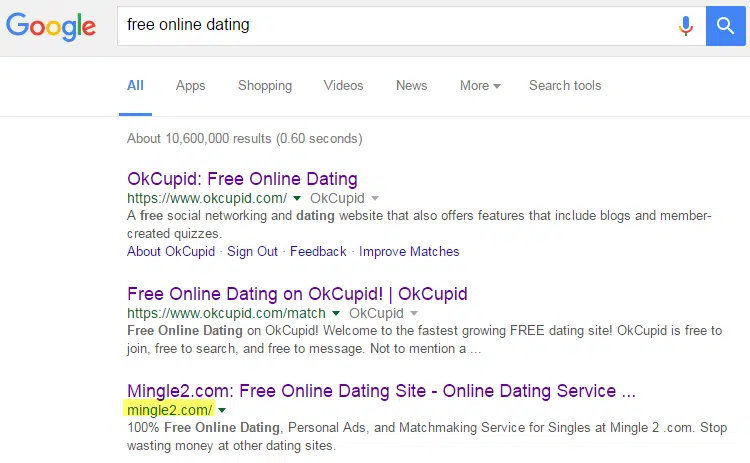 Google free online dating
All Apps Shopping Videos News More Search tools
About 10,600,000 results (0.60 seconds)
OkCupid: Free Online Dating
https://www.okcupid.com/ OkCupid
A free social networking and dating website that also offers features that include blogs and member-
created quizzes.
About OkCupid · Sign Out · Feedback · Improve Matches
Free Online Dating on OkCupid! | OkCupid
https://www.okcupid.com/match OkCupid
Free Online Dating on OkCupid! Welcome to the fastest growing FREE dating site! OkCupid is free to
join, free to search, and free to message. Not to mention a ...
Mingle2.com: Free Online Dating Site - Online Dating Service ...
mingle2.com/
100% Free Online Dating, Personal Ads, and Matchmaking Service for Singles at Mingle 2 .com. Stop
wasting money at other dating sites.